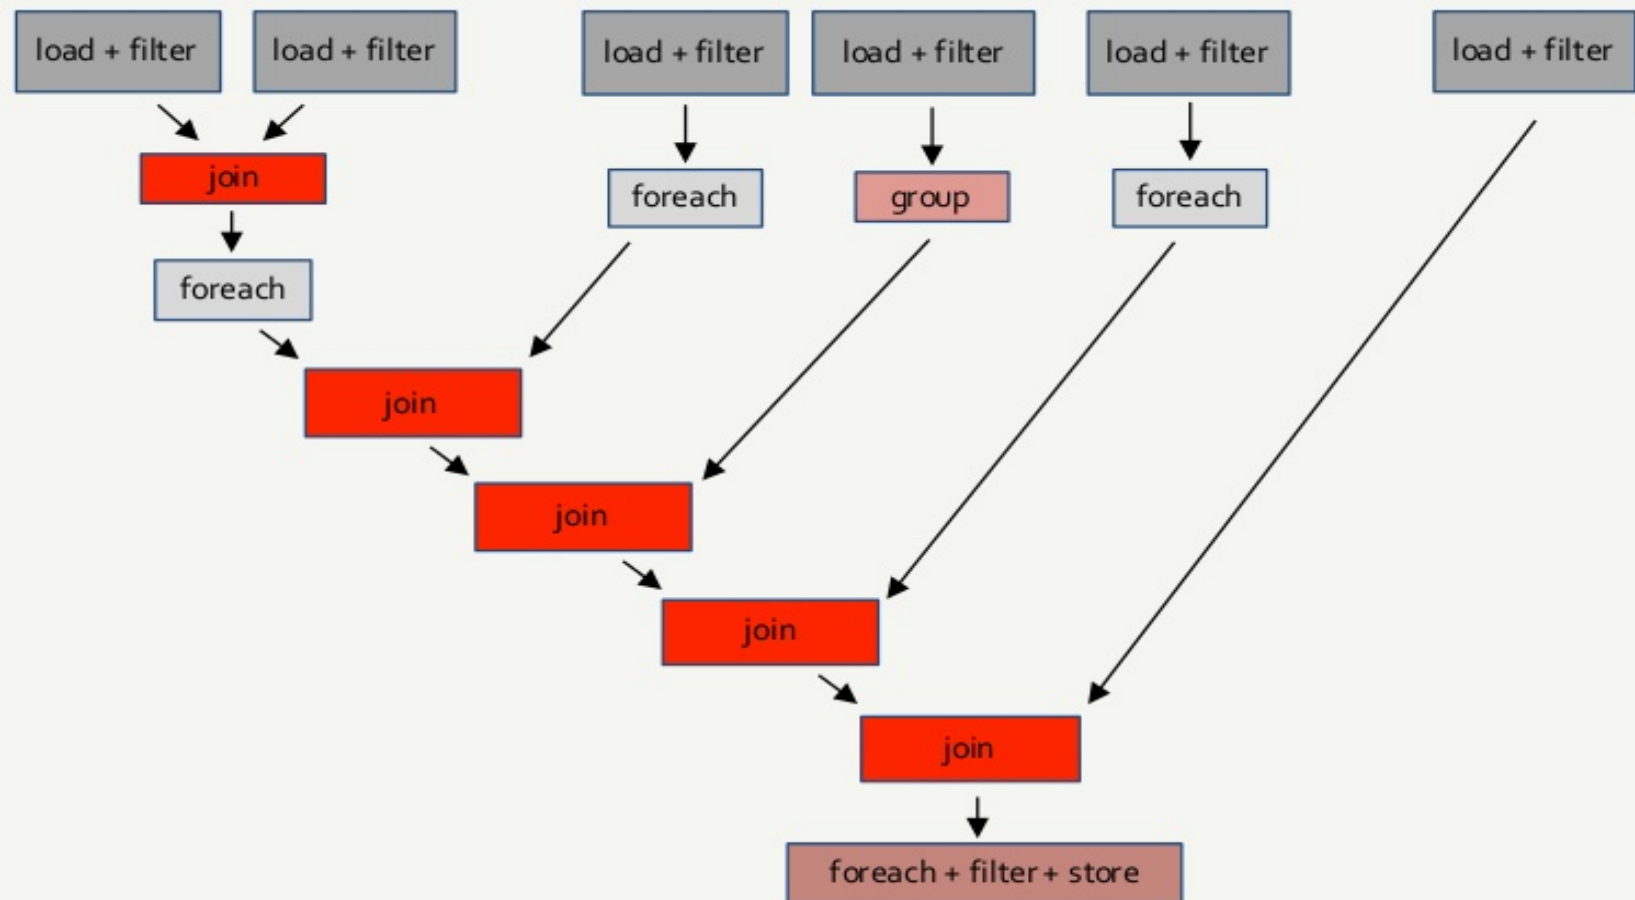 load + filter
load + filter
load + filter
load + filter
load + filter
load + filter
join
foreach
group
foreach
foreach
join
join
join
join
foreach + filter + store